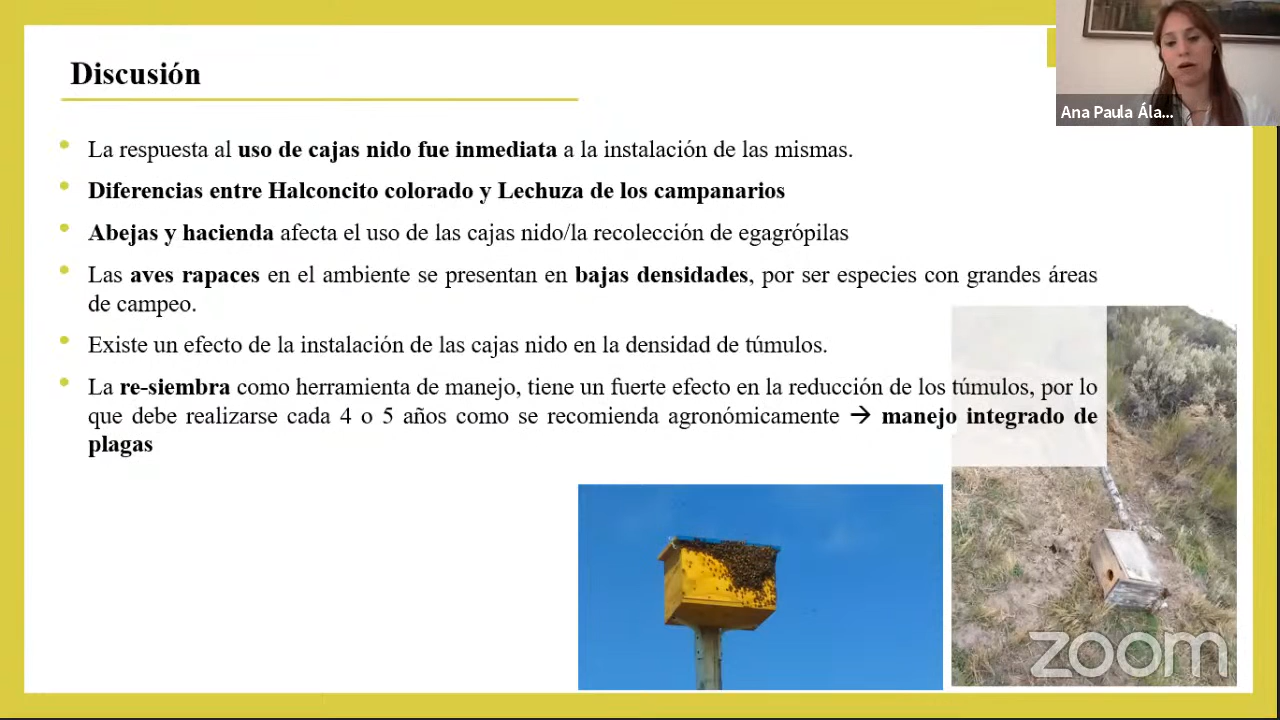 Discusión
Ana Paula Ála...
La respuesta al uso de cajas nido fue inmediata a la instalación de las mismas.
Diferencias entre Halconcito colorado y Lechuza de los campanarios
Abejas y hacienda afecta el uso de las cajas nido/la recolección de egagrópilas
Las aves rapaces en el ambiente se presentan en bajas densidades, por ser especies con grandes áreas
de campeo.
Existe un efecto de la instalación de las cajas nido en la densidad de túmulos.
La re-siembra como herramienta de manejo, tiene un fuerte efecto en la reducción de los túmulos, por lo
que debe realizarse cada 4 o 5 años como se recomienda agronómicamente → manejo integrado de
plagas
zoom